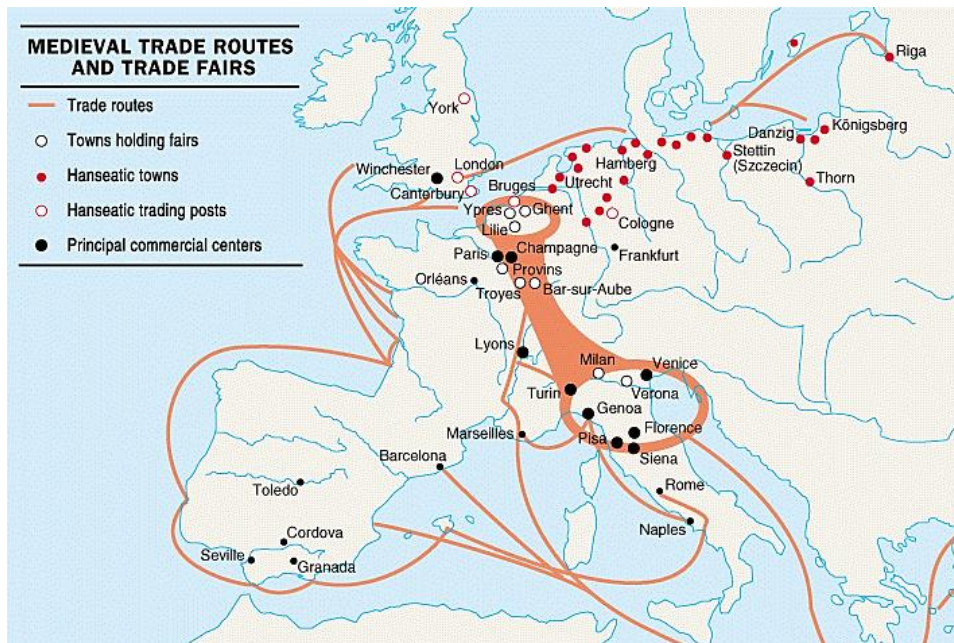 MEDIEVAL TRADE ROUTES
AND TRADE FAIRS
Trade routes
Towns holding fairs
Hanseatic towns
Hanseatic trading posts
Principal commercial centers
Riga
York
Danzig
Königsberg
Stettin
(Szczecin)
Hamberg
Winchester
London
Thorn
Canterbury
Bruges
Utrecht
Ypres
Ghent
Cologne
Lilie
Paris
Champagne
Frankfurt
Provins
Orléans
Troyes
Bar-sur-Aube
Lyons
Milan
Venice
Turin
Verona
Genoa
Marseilles
Florence
Pisa
Siena
Barcelona
Toledo
Rome
Naples
Cordova
Seville
Granada